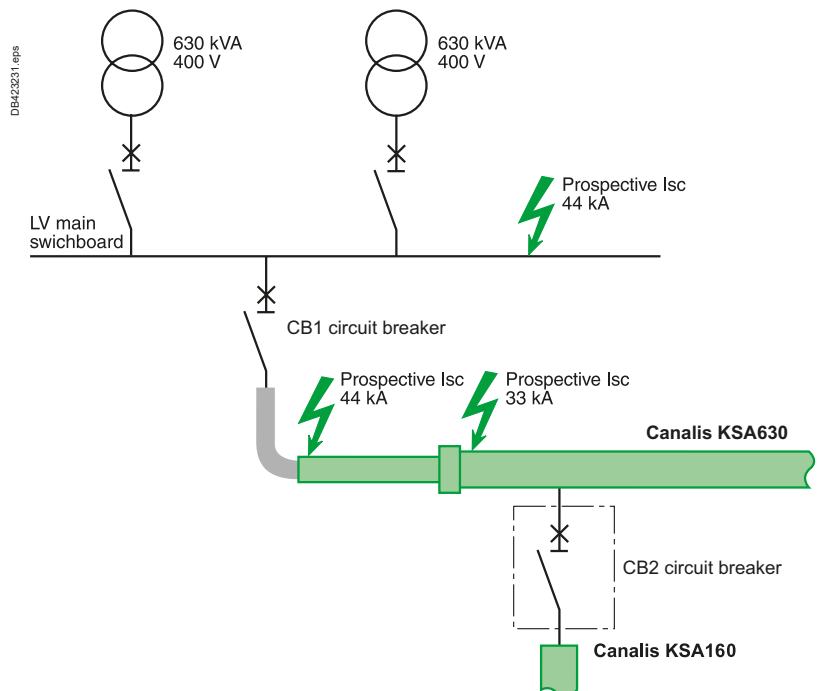 DB423231.eps
630 kVA
400 V
630 kVA
400 V
Prospective Isc
44 kA
LV main
swichboard
CB1 circuit breaker
Prospective Isc
44 kA
Prospective Isc
33 kA
Canalis KSA630
CB2 circuit breaker
Canalis KSA160